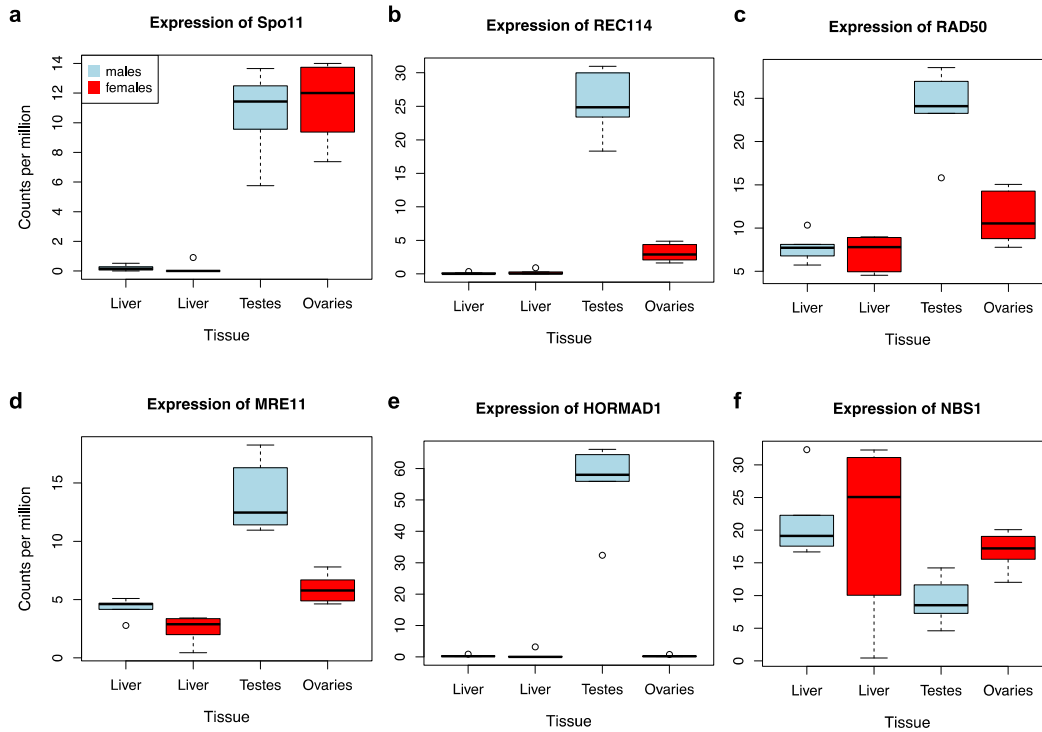 a
Expression of Spo11
Counts per million
14
12
10
8
6
4
2
0
males
females
Liver
Liver
Testes
Ovaries
Tissue
b
Expression of REC114
30
25
20
15
10
5
0
Liver
Liver
Testes
Ovaries
Tissue
c
Expression of RAD50
25
20
15
10
5
Liver
Liver
Testes
Ovaries
Tissue
d
Expression of MRE11
Counts per million
15
10
5
0
Liver
Liver
Testes
Ovaries
Tissue
e
Expression of HORMAD1
60
50
40
30
20
10
0
Liver
Liver
Testes
Ovaries
Tissue
f
Expression of NBS1
30
25
20
15
10
5
0
Liver
Liver
Testes
Ovaries
Tissue